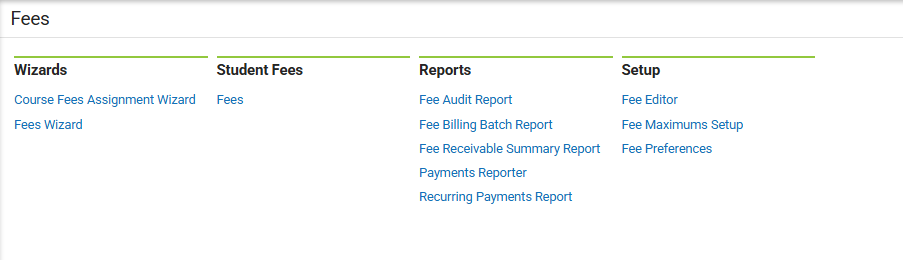 Fees
Wizards
Course Fees Assignment Wizard
Fees Wizard
Student Fees
Fees
Reports
Fee Audit Report
Fee Billing Batch Report
Fee Receivable Summary Report
Payments Reporter
Recurring Payments Report
Setup
Fee Editor
Fee Maximums Setup
Fee Preferences